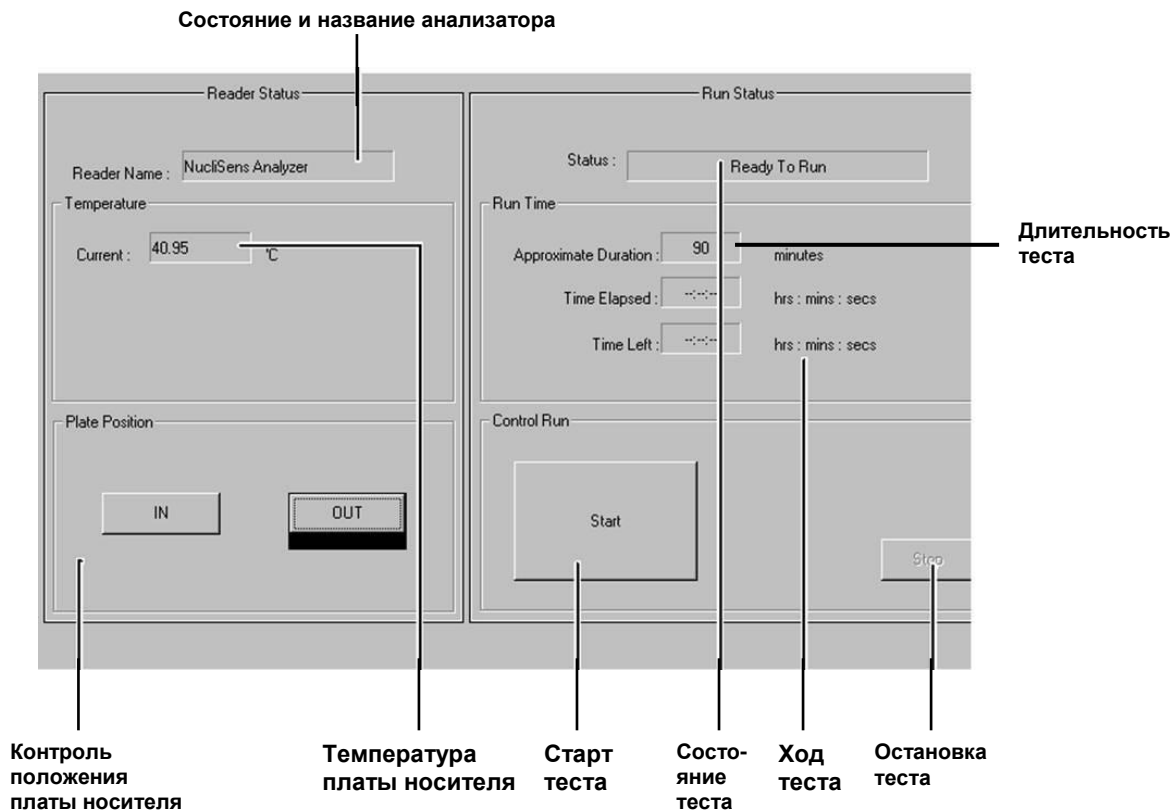 Состояние и название анализатора
Reader Status
Reader Name : NucliSens Analyzer
Temperature
Current : 40.95 °C
Plate Position
IN OUT
Run Status
Status : Ready To Run
Run Time
Approximate Duration : 90 minutes
Time Elapsed : --:--:-- hrs : mins : secs
Time Left : --:--:-- hrs : mins : secs
Control Run
Start
Stop
Длительность
теста
Контроль
положения
платы носителя
Температура
платы носителя
Старт
теста
Состо-
яние
теста
Ход
теста
Остановка
теста